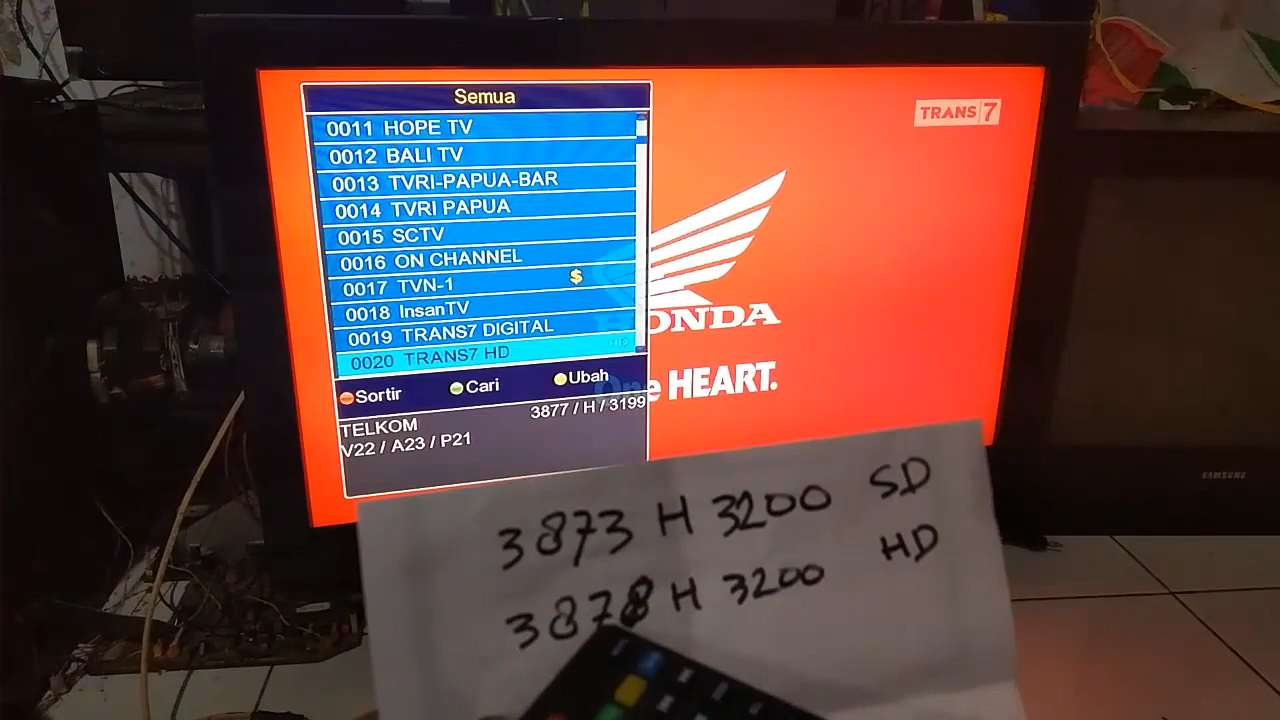 Semua
0011 HOPE TV
0012 BALI TV
0013 TVRI-PAPUA-BAR
0014 TVRI PAPUA
0015 SCTV
0016 ON CHANNEL
0017 TVN-1 $
0018 InsanTV
0019 TRANS7 DIGITAL
0020 TRANS7 HD HD
Sortir Cari Ubah
3877 / H / 3199
TELKOM
V22 / A23 / P21
TRANS|7
HONDA
One HEART.
SAMSUNG
3873 H 3200 SD
3878 H 3200 HD